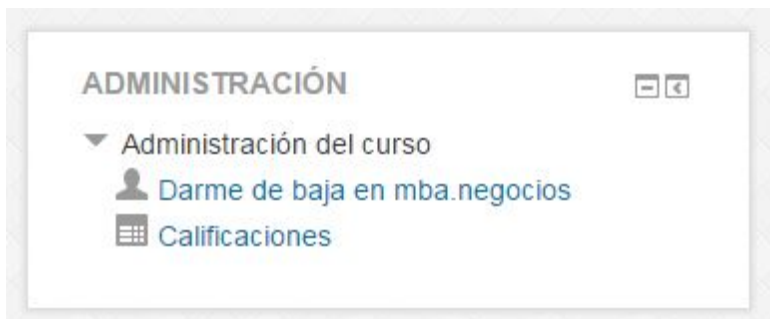 ADMINISTRACIÓN
Administración del curso
Darme de baja en mba.negocios
Calificaciones